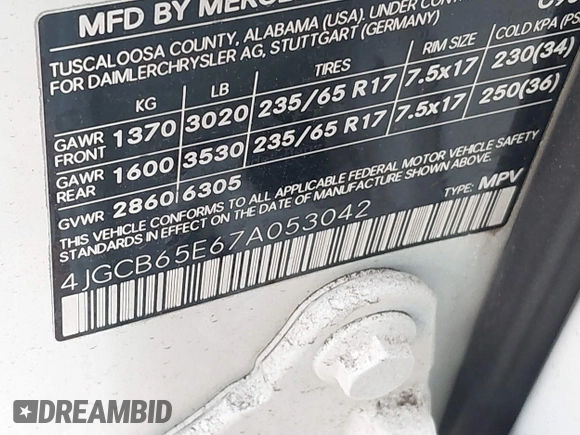 MFD BY MERCE
TUSCALOOSA COUNTY, ALABAMA (USA). UNDER CONT
FOR DAIMLERCHRYSLER AG, STUTTGART (GERMANY)
KG LB TIRES RIM SIZE COLD KPA (PS
GAWR FRONT 1370 3020 235/65 R17 7.5x17 230(34)
GAWR REAR 1600 3530 235/65 R17 7.5x17 250(36)
GVWR 2860 6305
THIS VEHICLE CONFORMS TO ALL APPLICABLE FEDERAL MOTOR VEHICLE SAFETY
STANDARDS IN EFFECT ON THE DATE OF MANUFACTURE SHOWN ABOVE.
4JGCB65E67A053042 TYPE: MPV
DREAMBID